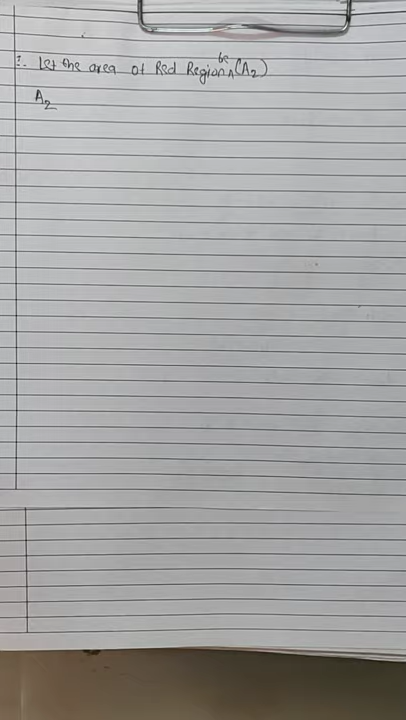 ∴ Let the area of Red Region be (A₂)
A₂